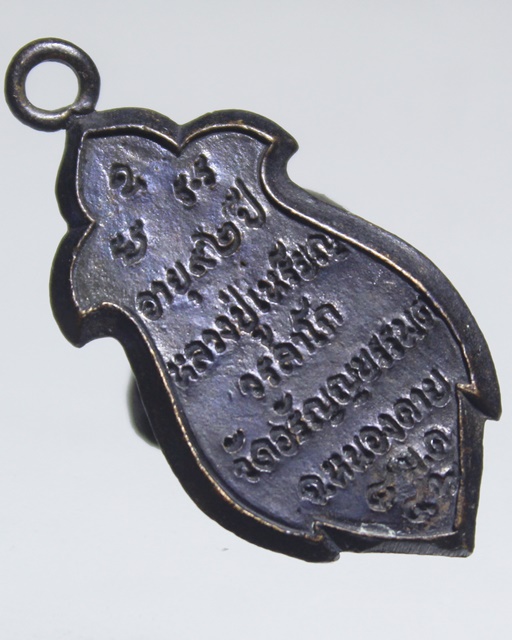 อายุ ๙๒ ปี
หลวงปู่เหรียญ
วรลาโภ
วัดอรัญญบรรพต
จ.หนองคาย